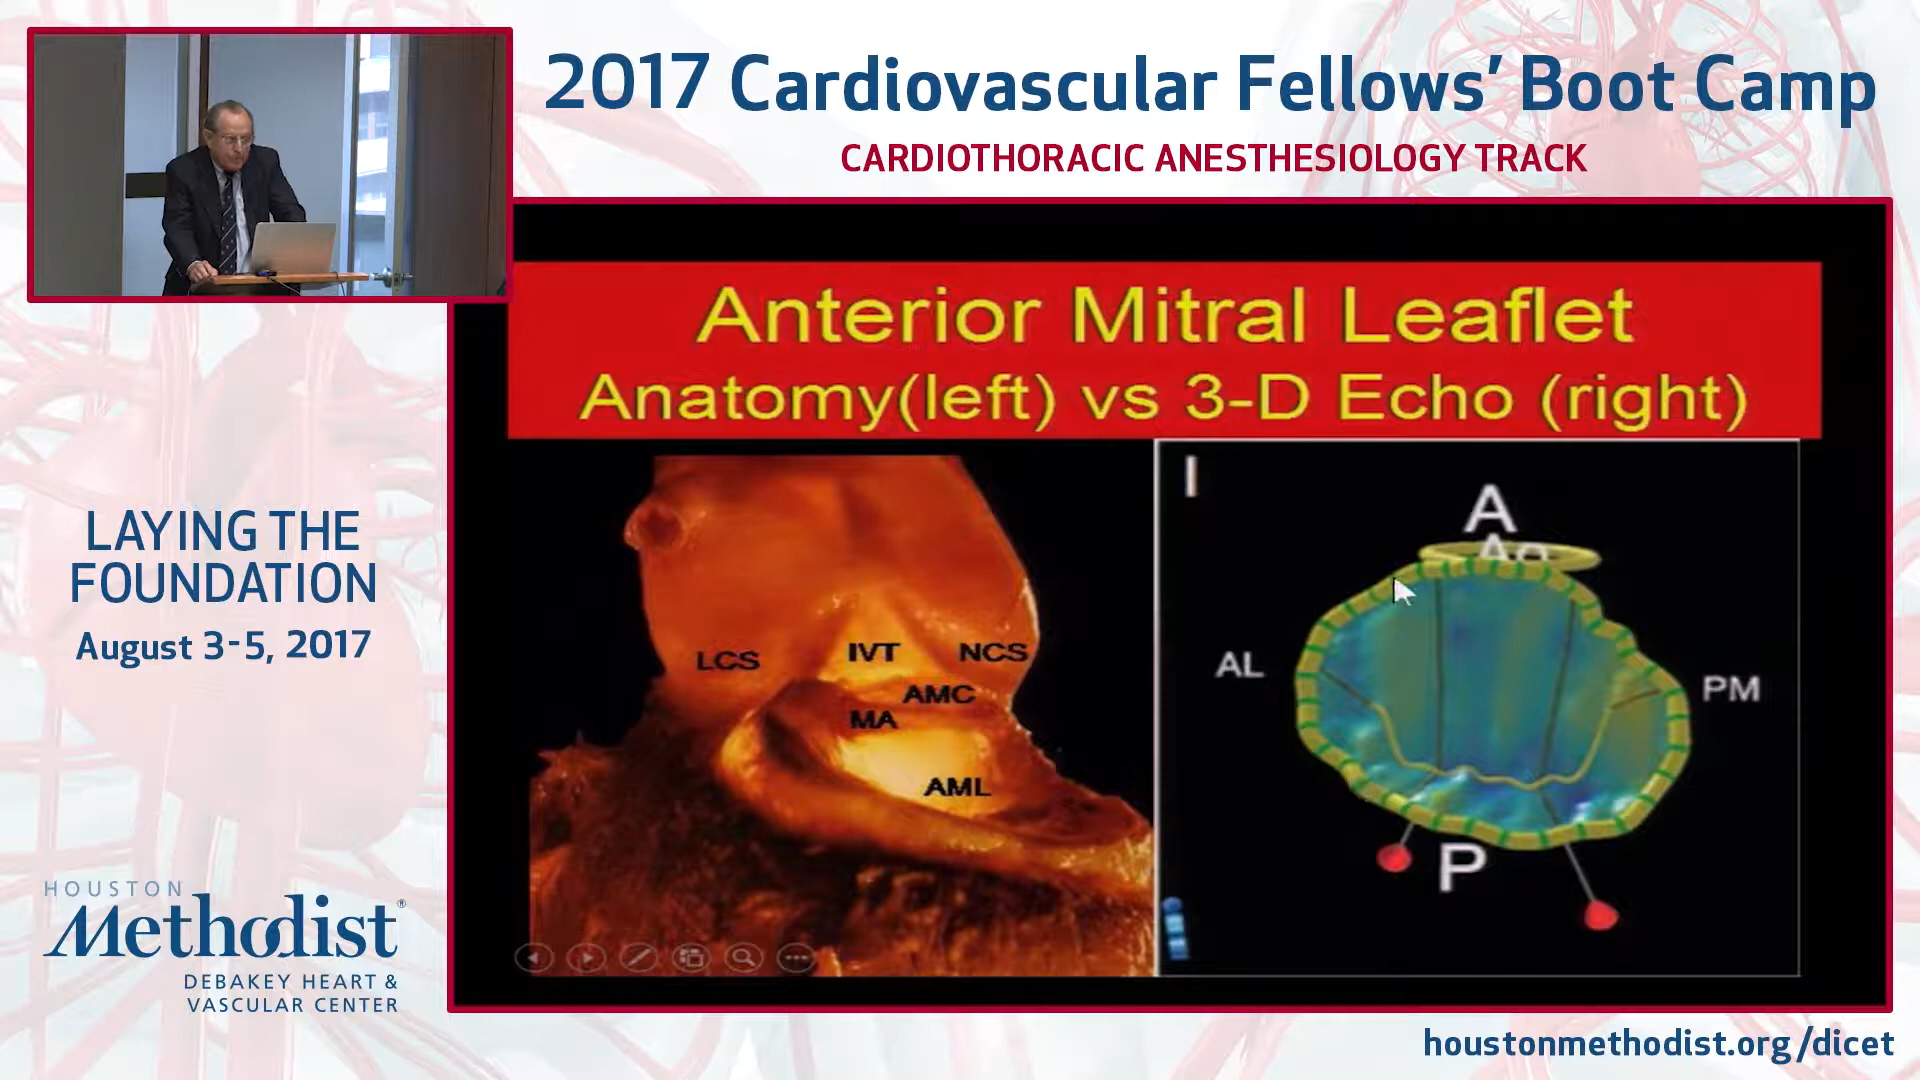 2017 Cardiovascular Fellows' Boot Camp
CARDIOTHORACIC ANESTHESIOLOGY TRACK
Anterior Mitral Leaflet
Anatomy(left) vs 3-D Echo (right)
LCS
IVT
NCS
AMC
MA
AML
A
Ao
AL
PM
P
LAYING THE
FOUNDATION
August 3-5, 2017
HOUSTON
Methodist®
DEBAKEY HEART &
VASCULAR CENTER
houstonmethodist.org/dicet